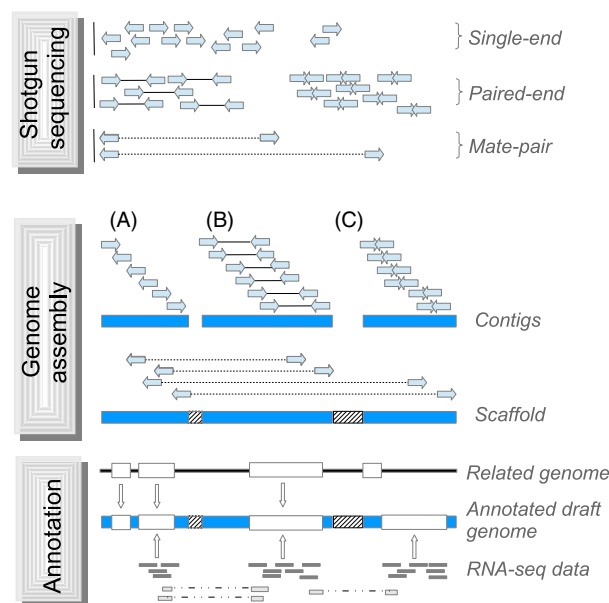 Shotgun
sequencing
Single-end
Paired-end
Mate-pair
Genome
assembly
(A) (B) (C)
Contigs
Scaffold
Annotation
Related genome
Annotated draft
genome
RNA-seq data